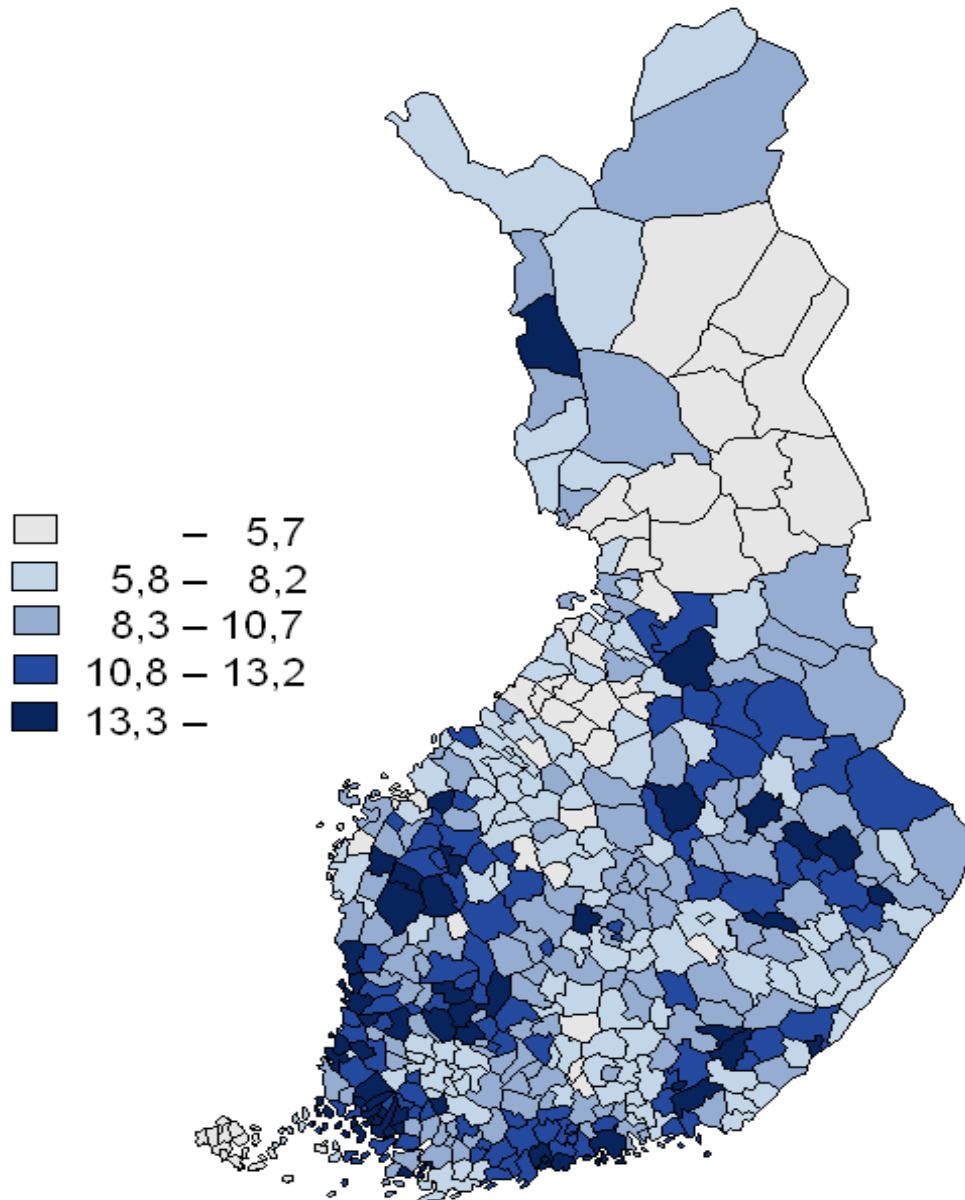 – 5,7
5,8 – 8,2
8,3 – 10,7
10,8 – 13,2
13,3 –